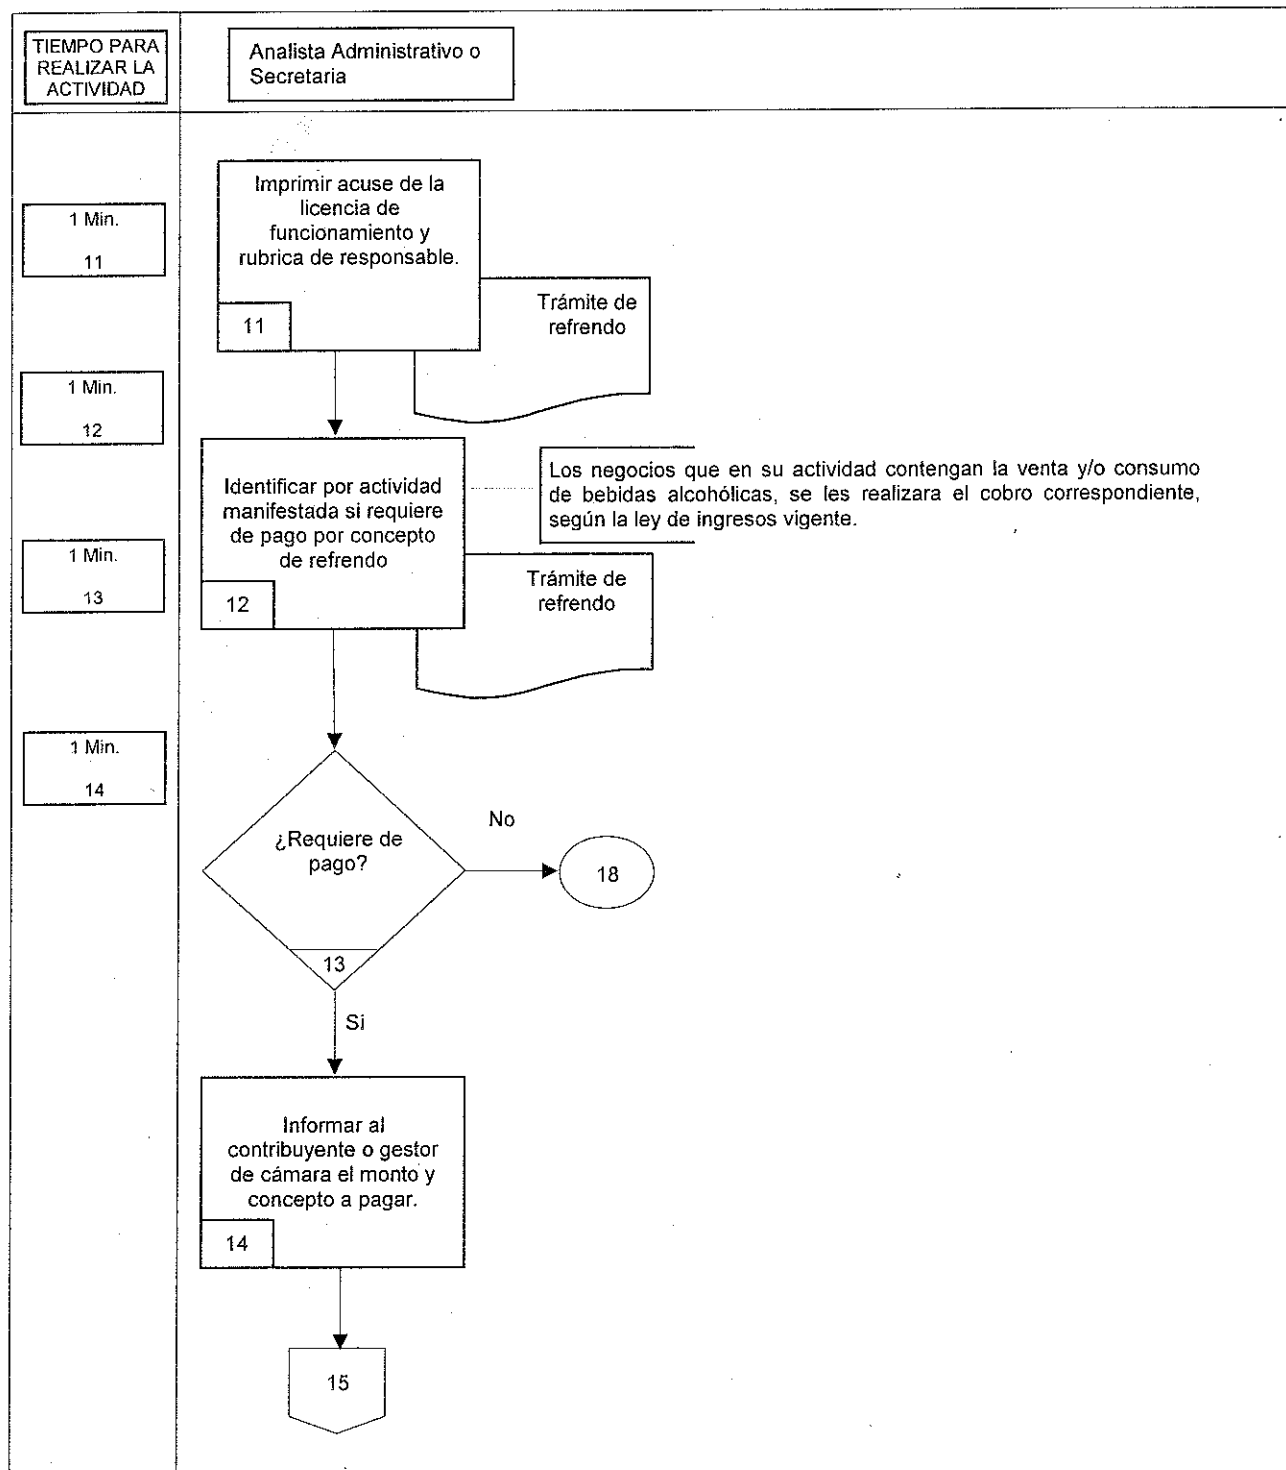 TIEMPO PARA
REALIZAR LA
ACTIVIDAD
Analista Administrativo o
Secretaria
1 Min.
11
Imprimir acuse de la
licencia de
funcionamiento y
rubrica de responsable.
11
Trámite de
refrendo
1 Min.
12
Identificar por actividad
manifestada si requiere
de pago por concepto
de refrendo
12
Los negocios que en su actividad contengan la venta y/o consumo
de bebidas alcohólicas, se les realizara el cobro correspondiente,
según la ley de ingresos vigente.
Trámite de
refrendo
1 Min.
13
1 Min.
14
¿Requiere de
pago?
13
No
18
Si
Informar al
contribuyente o gestor
de cámara el monto y
concepto a pagar.
14
15